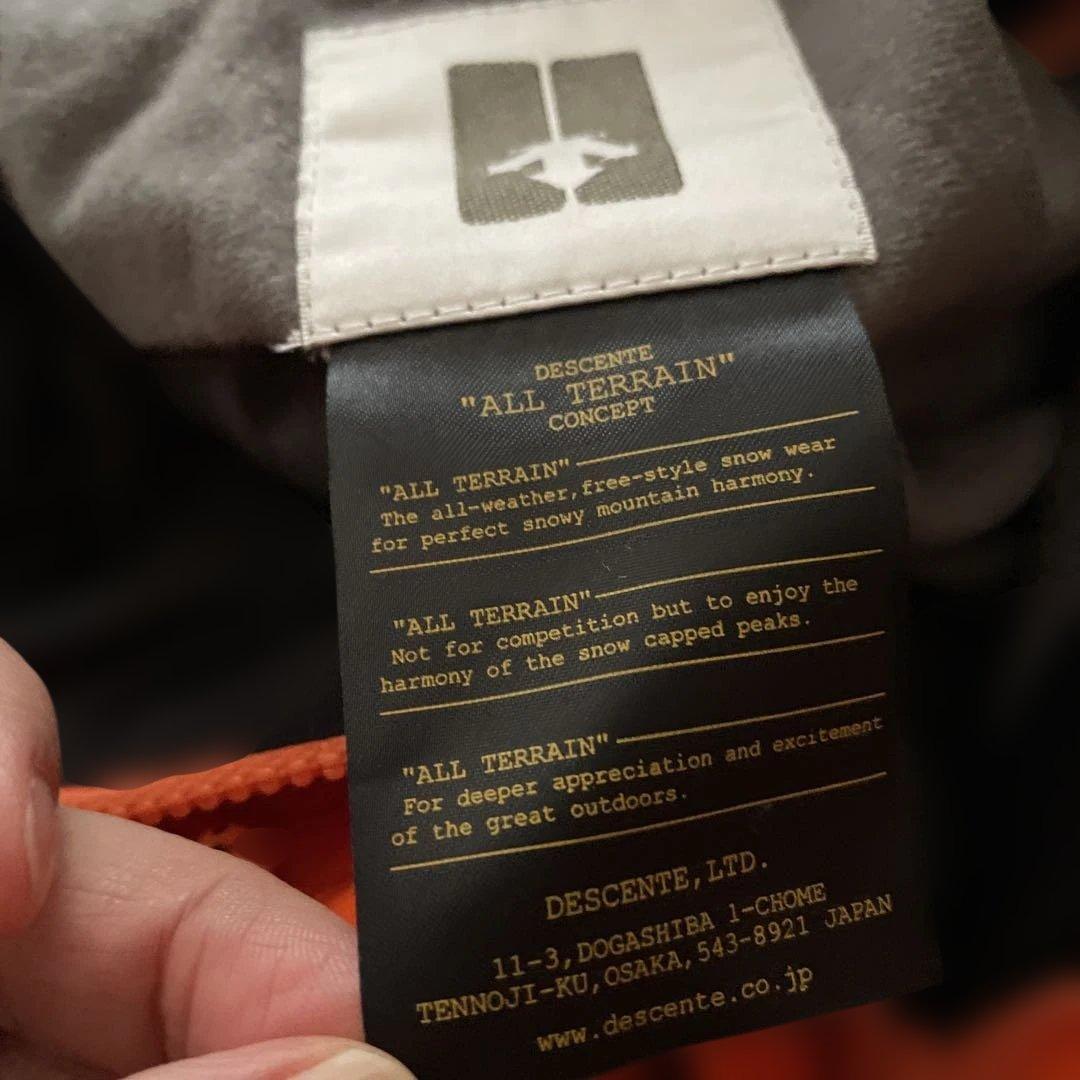 DESCENTE
"ALL TERRAIN"
CONCEPT
"ALL TERRAIN"
The all-weather,free-style snow wear
for perfect snowy mountain harmony.
"ALL TERRAIN"
Not for competition but to enjoy the
harmony of the snow capped peaks.
"ALL TERRAIN"
For deeper appreciation and excitement
of the great outdoors.
DESCENTE,LTD.
11-3,DOGASHIBA 1-CHOME
TENNOJI-KU,OSAKA,543-8921 JAPAN
www.descente.co.jp